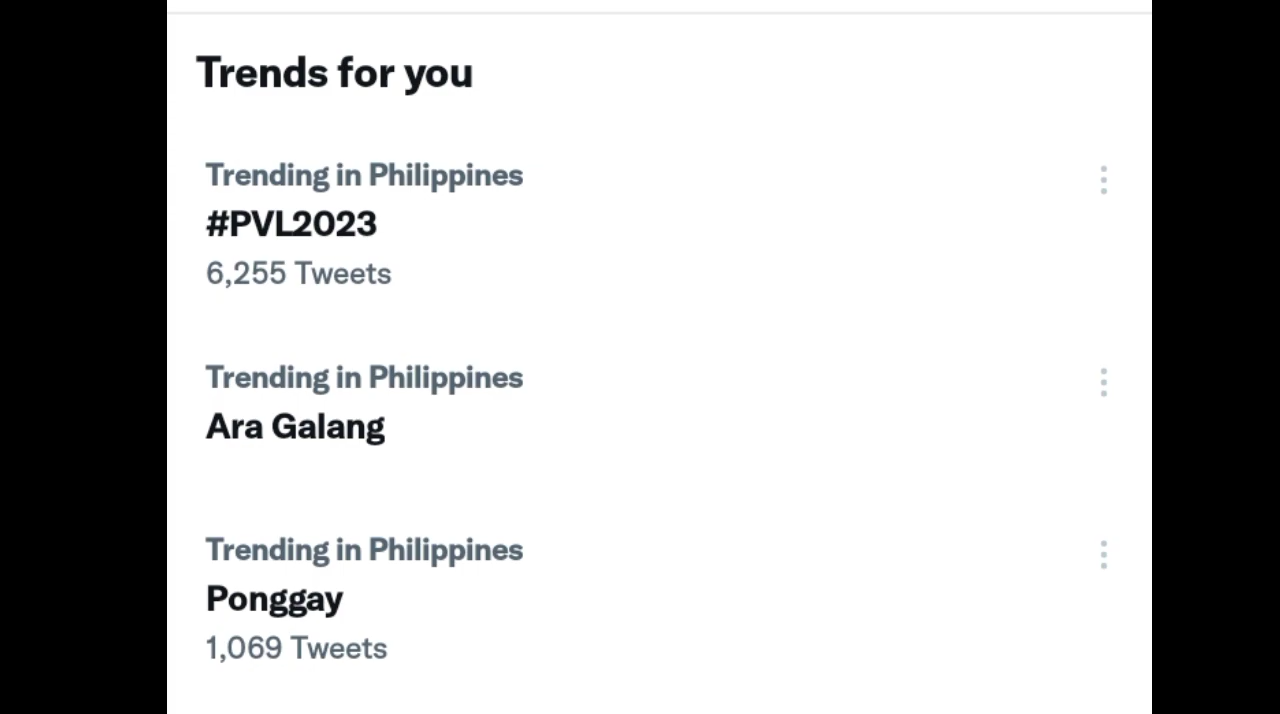 Trends for you
Trending in Philippines
#PVL2023
6,255 Tweets
Trending in Philippines
Ara Galang
Trending in Philippines
Ponggay
1,069 Tweets